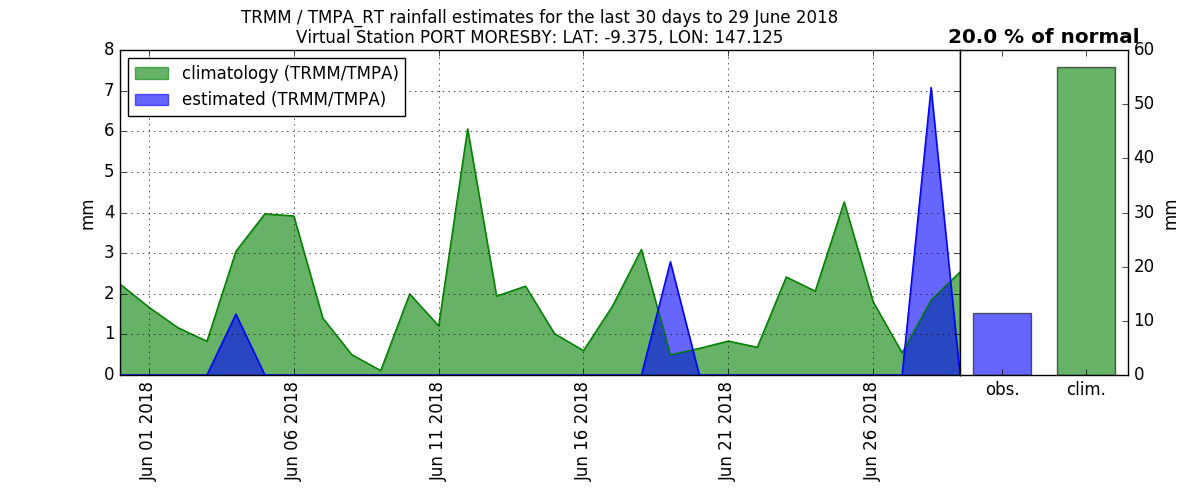 TRMM / TMPA_RT rainfall estimates for the last 30 days to 29 June 2018
Virtual Station PORT MORESBY: LAT: -9.375, LON: 147.125
20.0 % of normal
climatology (TRMM/TMPA)
estimated (TRMM/TMPA)
8
7
6
5
4
3
2
1
0
mm
60
50
40
30
20
10
0
mm
Jun 01 2018
Jun 06 2018
Jun 11 2018
Jun 16 2018
Jun 21 2018
Jun 26 2018
obs.
clim.